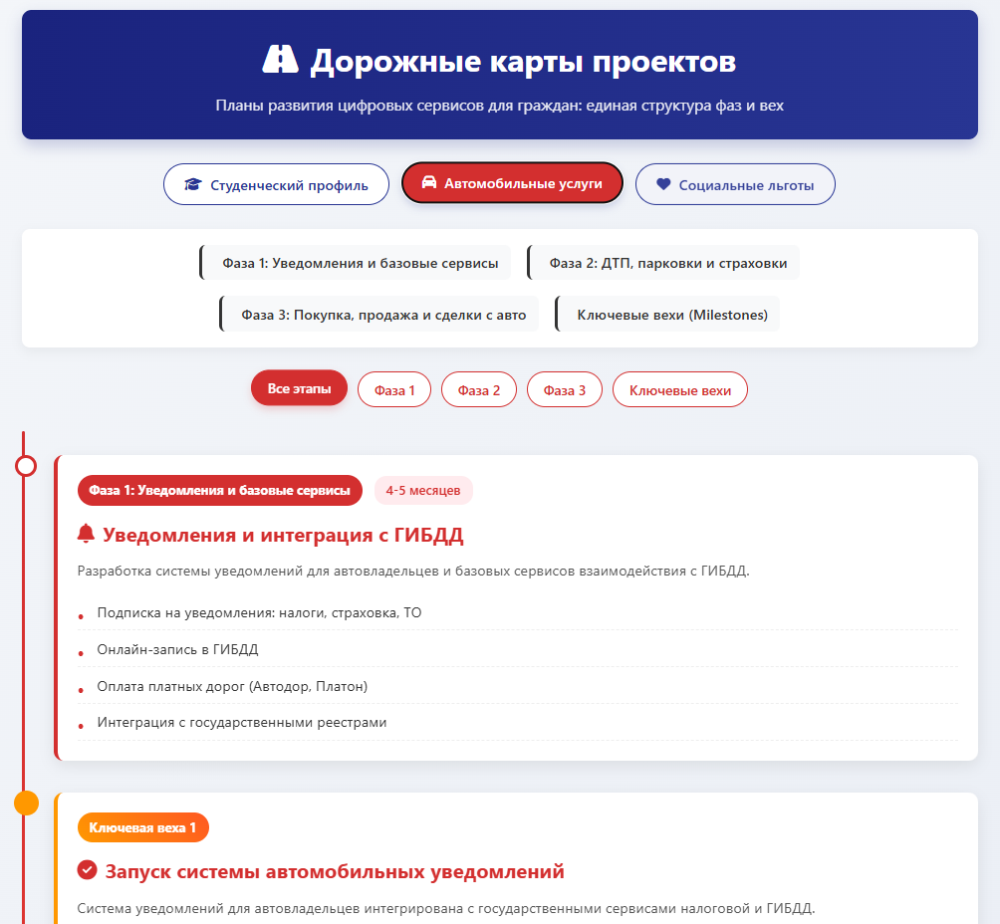 Дорожные карты проектов
Планы развития цифровых сервисов для граждан: единая структура фаз и вех
Студенческий профиль
Автомобильные услуги
Социальные льготы
Фаза 1: Уведомления и базовые сервисы
Фаза 2: ДТП, парковки и страховки
Фаза 3: Покупка, продажа и сделки с авто
Ключевые вехи (Milestones)
Все этапы
Фаза 1
Фаза 2
Фаза 3
Ключевые вехи
Фаза 1: Уведомления и базовые сервисы
4-5 месяцев
Уведомления и интеграция с ГИБДД
Разработка системы уведомлений для автовладельцев и базовых сервисов взаимодействия с ГИБДД.
Подписка на уведомления: налоги, страховка, ТО
Онлайн-запись в ГИБДД
Оплата платных дорог (Автодор, Платон)
Интеграция с государственными реестрами
Ключевая веха 1
Запуск системы автомобильных уведомлений
Система уведомлений для автовладельцев интегрирована с государственными сервисами налоговой и ГИБДД.